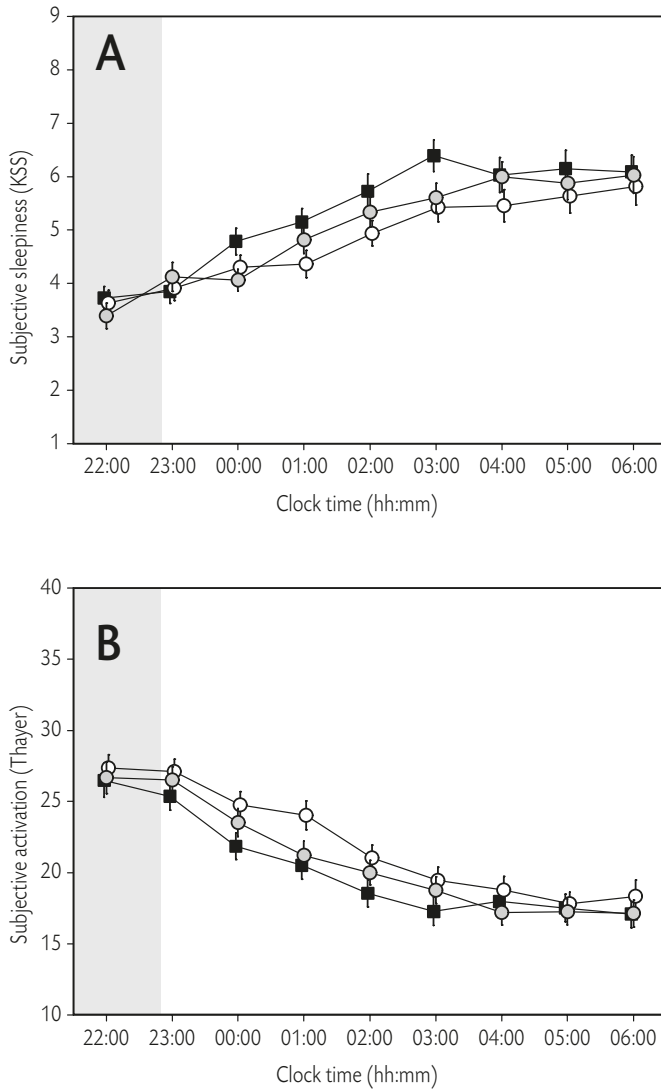 A
9
8
7
6
5
4
3
2
1
Subjective sleepiness (KSS)
22:00 23:00 00:00 01:00 02:00 03:00 04:00 05:00 06:00
Clock time (hh:mm)
B
40
35
30
25
20
15
10
Subjective activation (Thayer)
22:00 23:00 00:00 01:00 02:00 03:00 04:00 05:00 06:00
Clock time (hh:mm)